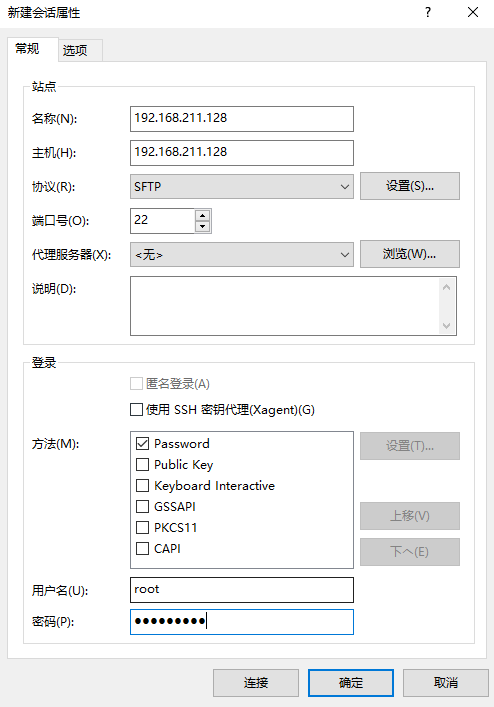 新建会话属性
?
常规 选项
站点
名称(N): 192.168.211.128
主机(H): 192.168.211.128
协议(R): SFTP 设置(S)...
端口号(O): 22
代理服务器(X): <无> 浏览(W)...
说明(D):
登录
匿名登录(A)
使用 SSH 密钥代理(Xagent)(G)
方法(M): Password 设置(T)...
Public Key
Keyboard Interactive
GSSAPI
PKCS11 上移(V)
CAPI 下へ(E)
用户名(U): root
密码(P): ●●●●●●●●●
连接 确定 取消